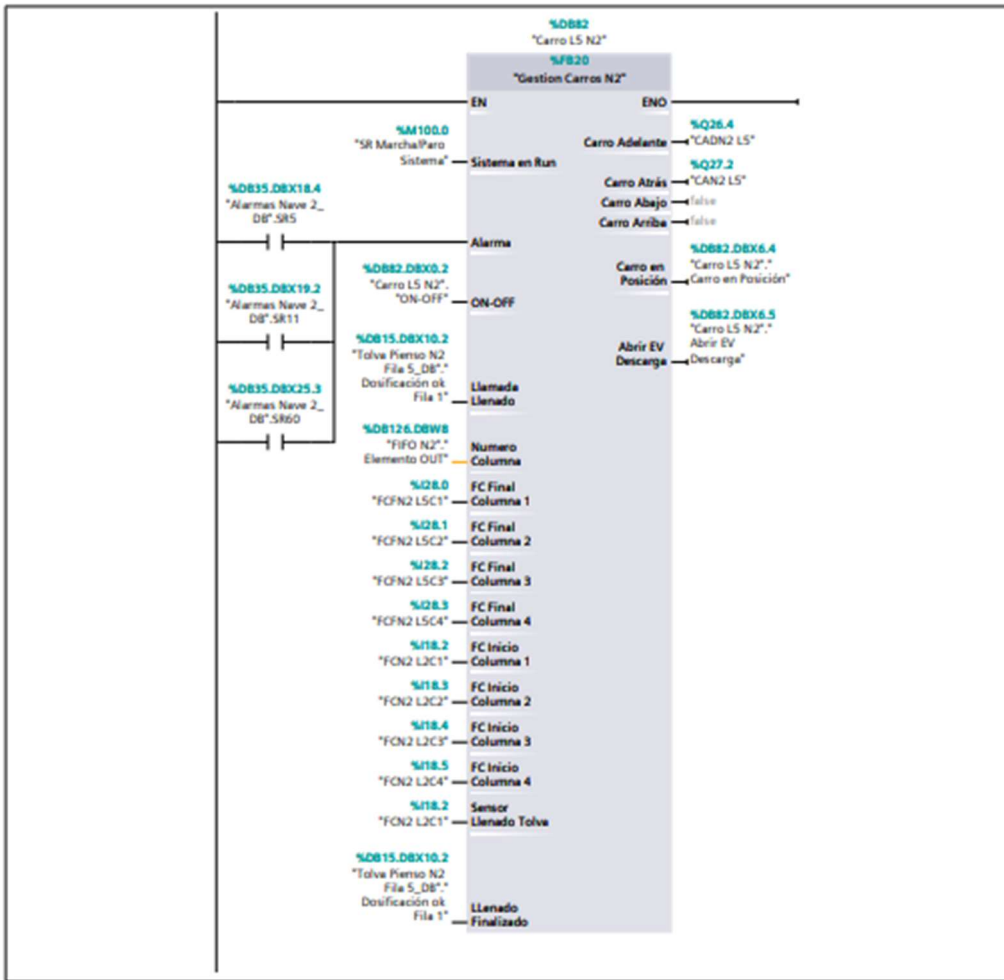 %DB82
"Carro L5 N2"
%FB20
"Gestion Carros N2"
EN
ENO
%M100.0
"SR Marcha/Paro
Sistema"
Sistema en Run
Carro Adelante
%Q26.4
"CADN2 L5"
%Q27.2
"CAN2 L5"
Carro Atrás
Carro Abajo
false
Carro Arriba
false
%DB35.DBX18.4
"Alarmas Nave 2_
DB".SR5
Alarma
%DB82.DBX6.4
"Carro L5 N2"."
Carro en Posición"
Carro en
Posición
%DB82.DBX0.2
"Carro L5 N2".
"ON-OFF"
ON-OFF
%DB35.DBX19.2
"Alarmas Nave 2_
DB".SR11
%DB82.DBX6.5
"Carro L5 N2"."
Abrir EV
Descarga"
Abrir EV
Descarga
%DB15.DBX10.2
"Tolva Pienso N2
Fila 5_DB"."
Dosificación ok
Fila 1"
Llamada
Llenado
%DB35.DBX25.3
"Alarmas Nave 2_
DB".SR60
%DB126.DBW8
"FIFO N2"."
Elemento OUT"
Numero
Columna
%I28.0
"FCFN2 L5C1"
FC Final
Columna 1
%I28.1
"FCFN2 L5C2"
FC Final
Columna 2
%I28.2
"FCFN2 L5C3"
FC Final
Columna 3
%I28.3
"FCFN2 L5C4"
FC Final
Columna 4
%I18.2
"FCN2 L2C1"
FC Inicio
Columna 1
%I18.3
"FCN2 L2C2"
FC Inicio
Columna 2
%I18.4
"FCN2 L2C3"
FC Inicio
Columna 3
%I18.5
"FCN2 L2C4"
FC Inicio
Columna 4
%I18.2
"FCN2 L2C1"
Sensor
Llenado Tolva
%DB15.DBX10.2
"Tolva Pienso N2
Fila 5_DB"."
Dosificación ok
Fila 1"
LLenado
Finalizado